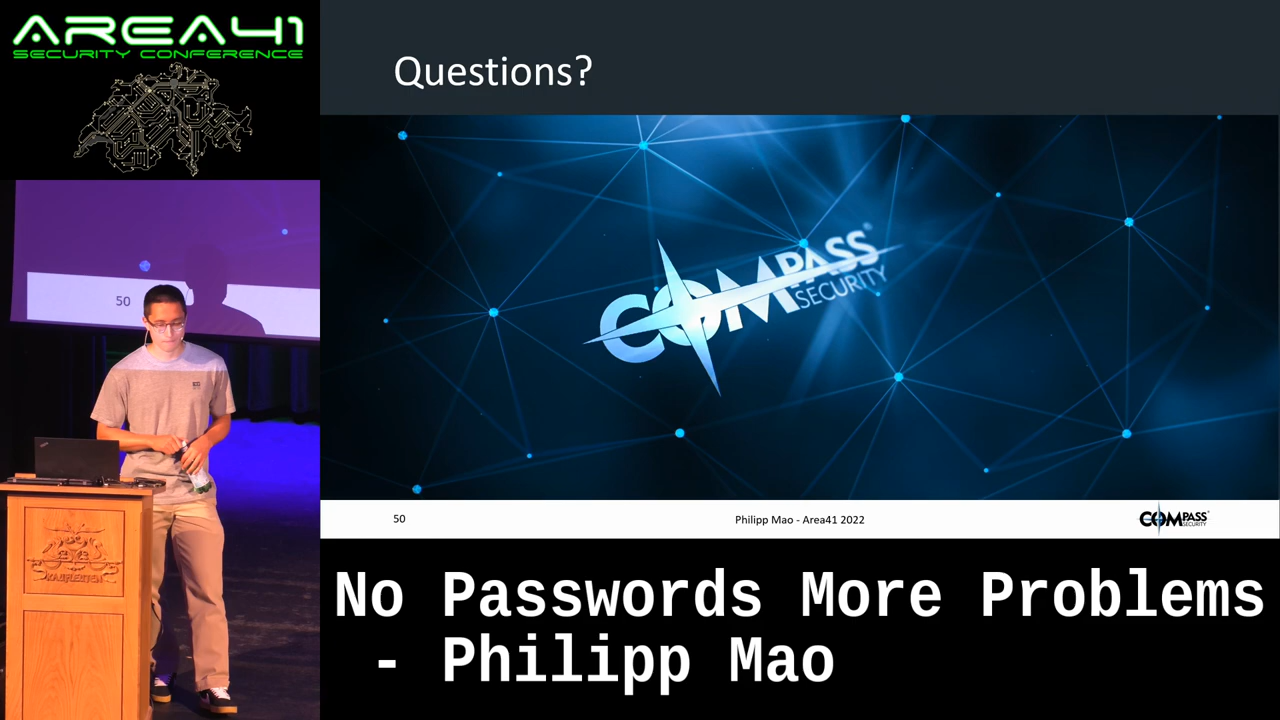 AREA41
SECURITY CONFERENCE
Questions?
COMPASS
SECURITY
50
50
Philipp Mao - Area41 2022
COMPASS
SECURITY
KAUFLEUTEN
No Passwords More Problems
- Philipp Mao